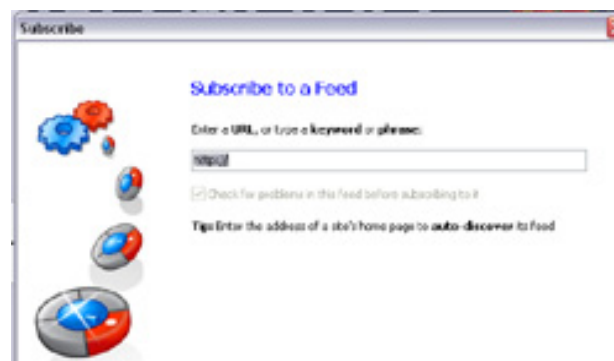 Subscribe
Subscribe to a Feed
Enter a URL, or type a keyword or phrase:
http://
Check for problems in this feed before subscribing to it
Tip: Enter the address of a site's home page to auto-discover its feed